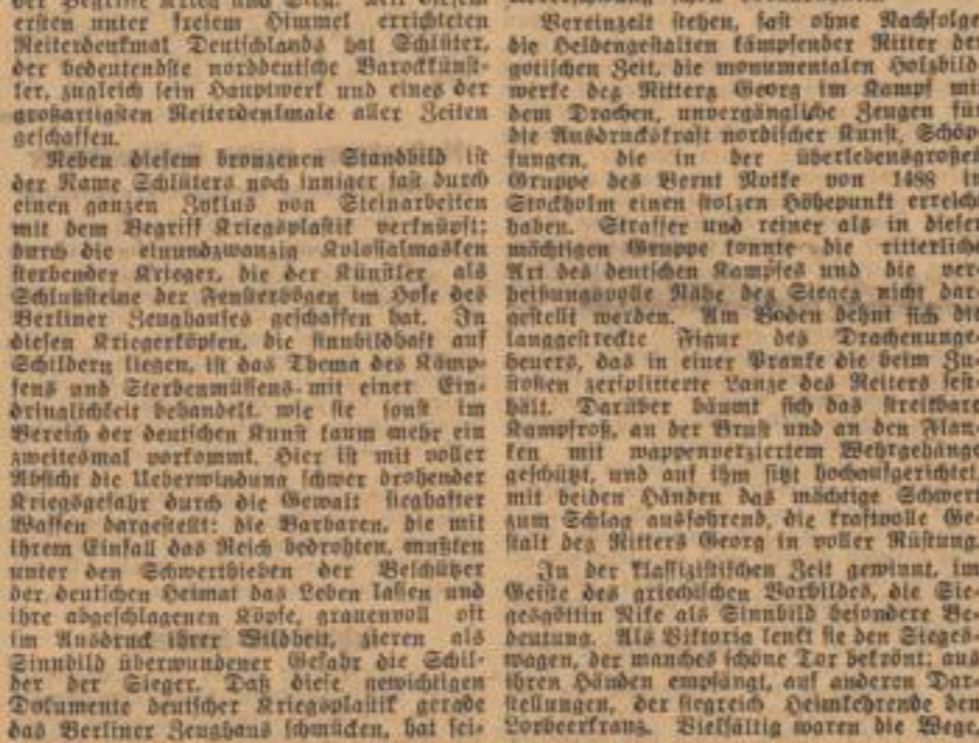 der Begriffe Krieg und Sieg. Mit diesem
ersten unter freiem Himmel errichteten
Reiterdenkmal Deutschlands hat Schlüter,
der bedeutendste norddeutsche Barockkünst-
ler, zugleich sein Hauptwerk und eines der
großartigsten Reiterdenkmale aller Zeiten
geschaffen.
Neben diesem bronzenen Standbild ist
der Name Schlüters noch inniger fast durch
einen ganzen Zyklus von Steinarbeiten
mit dem Begriff Kriegsplastik verknüpft:
durch die einundzwanzig Kolossalmasken
sterbender Krieger, die der Künstler als
Schlußsteine der Fensterbögen im Hofe des
Berliner Zeughauses geschaffen hat. In
diesen Kriegerköpfen, die sinnbildhaft auf
Schildern liegen, ist das Thema des Kämp-
fens und Sterbenmüssens mit einer Ein-
dringlichkeit behandelt, wie sie sonst im
Bereich der deutschen Kunst kaum mehr ein
zweitesmal vorkommt. Hier ist mit voller
Absicht die Ueberwindung schwer drohender
Kriegsgefahr durch die Gewalt sieghafter
Waffen dargestellt: die Barbaren, die mit
ihrem Einfall das Reich bedrohten, mußten
unter den Schwerthieben der Beschützer
der deutschen Heimat das Leben lassen und
ihre abgeschlagenen Köpfe, grauenvoll oft
im Ausdruck ihrer Wildheit, zieren als
Sinnbild überwundener Gefahr die Schil-
der der Sieger. Daß diese gewichtigen
Dokumente deutscher Kriegsplastik gerade
das Berliner Zeughaus schmücken, hat sei-
Vereinzelt stehen, fast ohne Nachfolge
die Heldengestalten kämpfender Ritter de
gotischen Zeit, die monumentalen Holzbild
werke des Ritters Georg im Kampf mi
dem Drachen, unvergängliche Zeugen fü
die Ausdruckskraft nordischer Kunst, Schöp
fungen, die in der überlebensgroßen
Gruppe des Bernt Notke von 1488 in
Stockholm einen stolzen Höhepunkt erreich
haben. Straffer und reiner als in dieser
mächtigen Gruppe konnte die ritterlich
Art des deutschen Kampfes und die ver
heißungsvolle Nähe des Sieges nicht dar
gestellt werden. Am Boden dehnt sich die
langgestreckte Figur des Drachenunge-
heuers, das in einer Pranke die beim Zu
stoßen zersplitterte Lanze des Reiters fest
hält. Darüber bäumt sich das streitbare
Kampfroß, an der Brust und an den Flan-
ken mit wappenverziertem Wehrgehänge
geschützt, und auf ihm sitzt hochaufgerichtet
mit beiden Händen das mächtige Schwert
zum Schlag ausfahrend, die kraftvolle Ge
stalt des Ritters Georg in voller Rüstung.
In der klassizistischen Zeit gewinnt, im
Geiste des griechischen Vorbildes, die Sie
gesgöttin Nike als Sinnbild besondere Be
deutung. Als Viktoria lenkt sie den Sieges
wagen, der manches schöne Tor bekrönt; aus
ihren Händen empfängt, auf anderen Dar
stellungen, der siegreich Heimkehrende den
Lorbeerkranz. Vielfältig waren die Wege